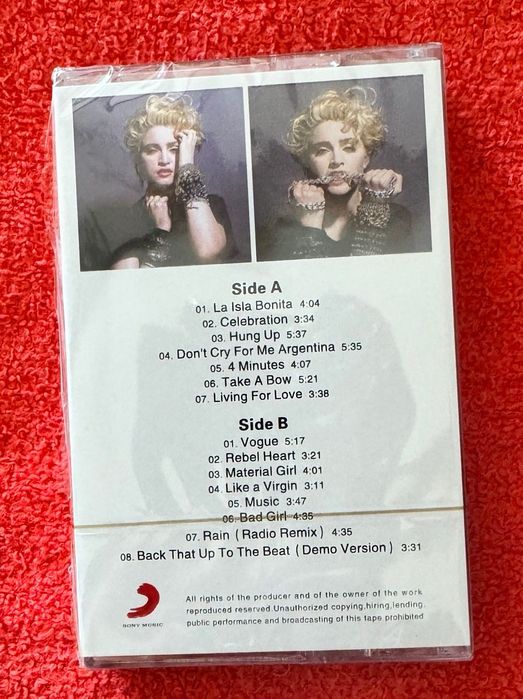 Side A
01. La Isla Bonita 4:04
02. Celebration 3:34
03. Hung Up 5:37
04. Don't Cry For Me Argentina 5:35
05. 4 Minutes 4:07
06. Take A Bow 5:21
07. Living For Love 3:38
Side B
01. Vogue 5:17
02. Rebel Heart 3:21
03. Material Girl 4:01
04. Like a Virgin 3:11
05. Music 3:47
06. Bad Girl 4:35
07. Rain ( Radio Remix ) 4:35
08. Back That Up To The Beat ( Demo Version ) 3:31
SONY MUSIC
All rights of the producer and of the owner of the work
reproduced reserved.Unauthorized copying,hiring,lending,
public performance and broadcasting of this tape prohibited